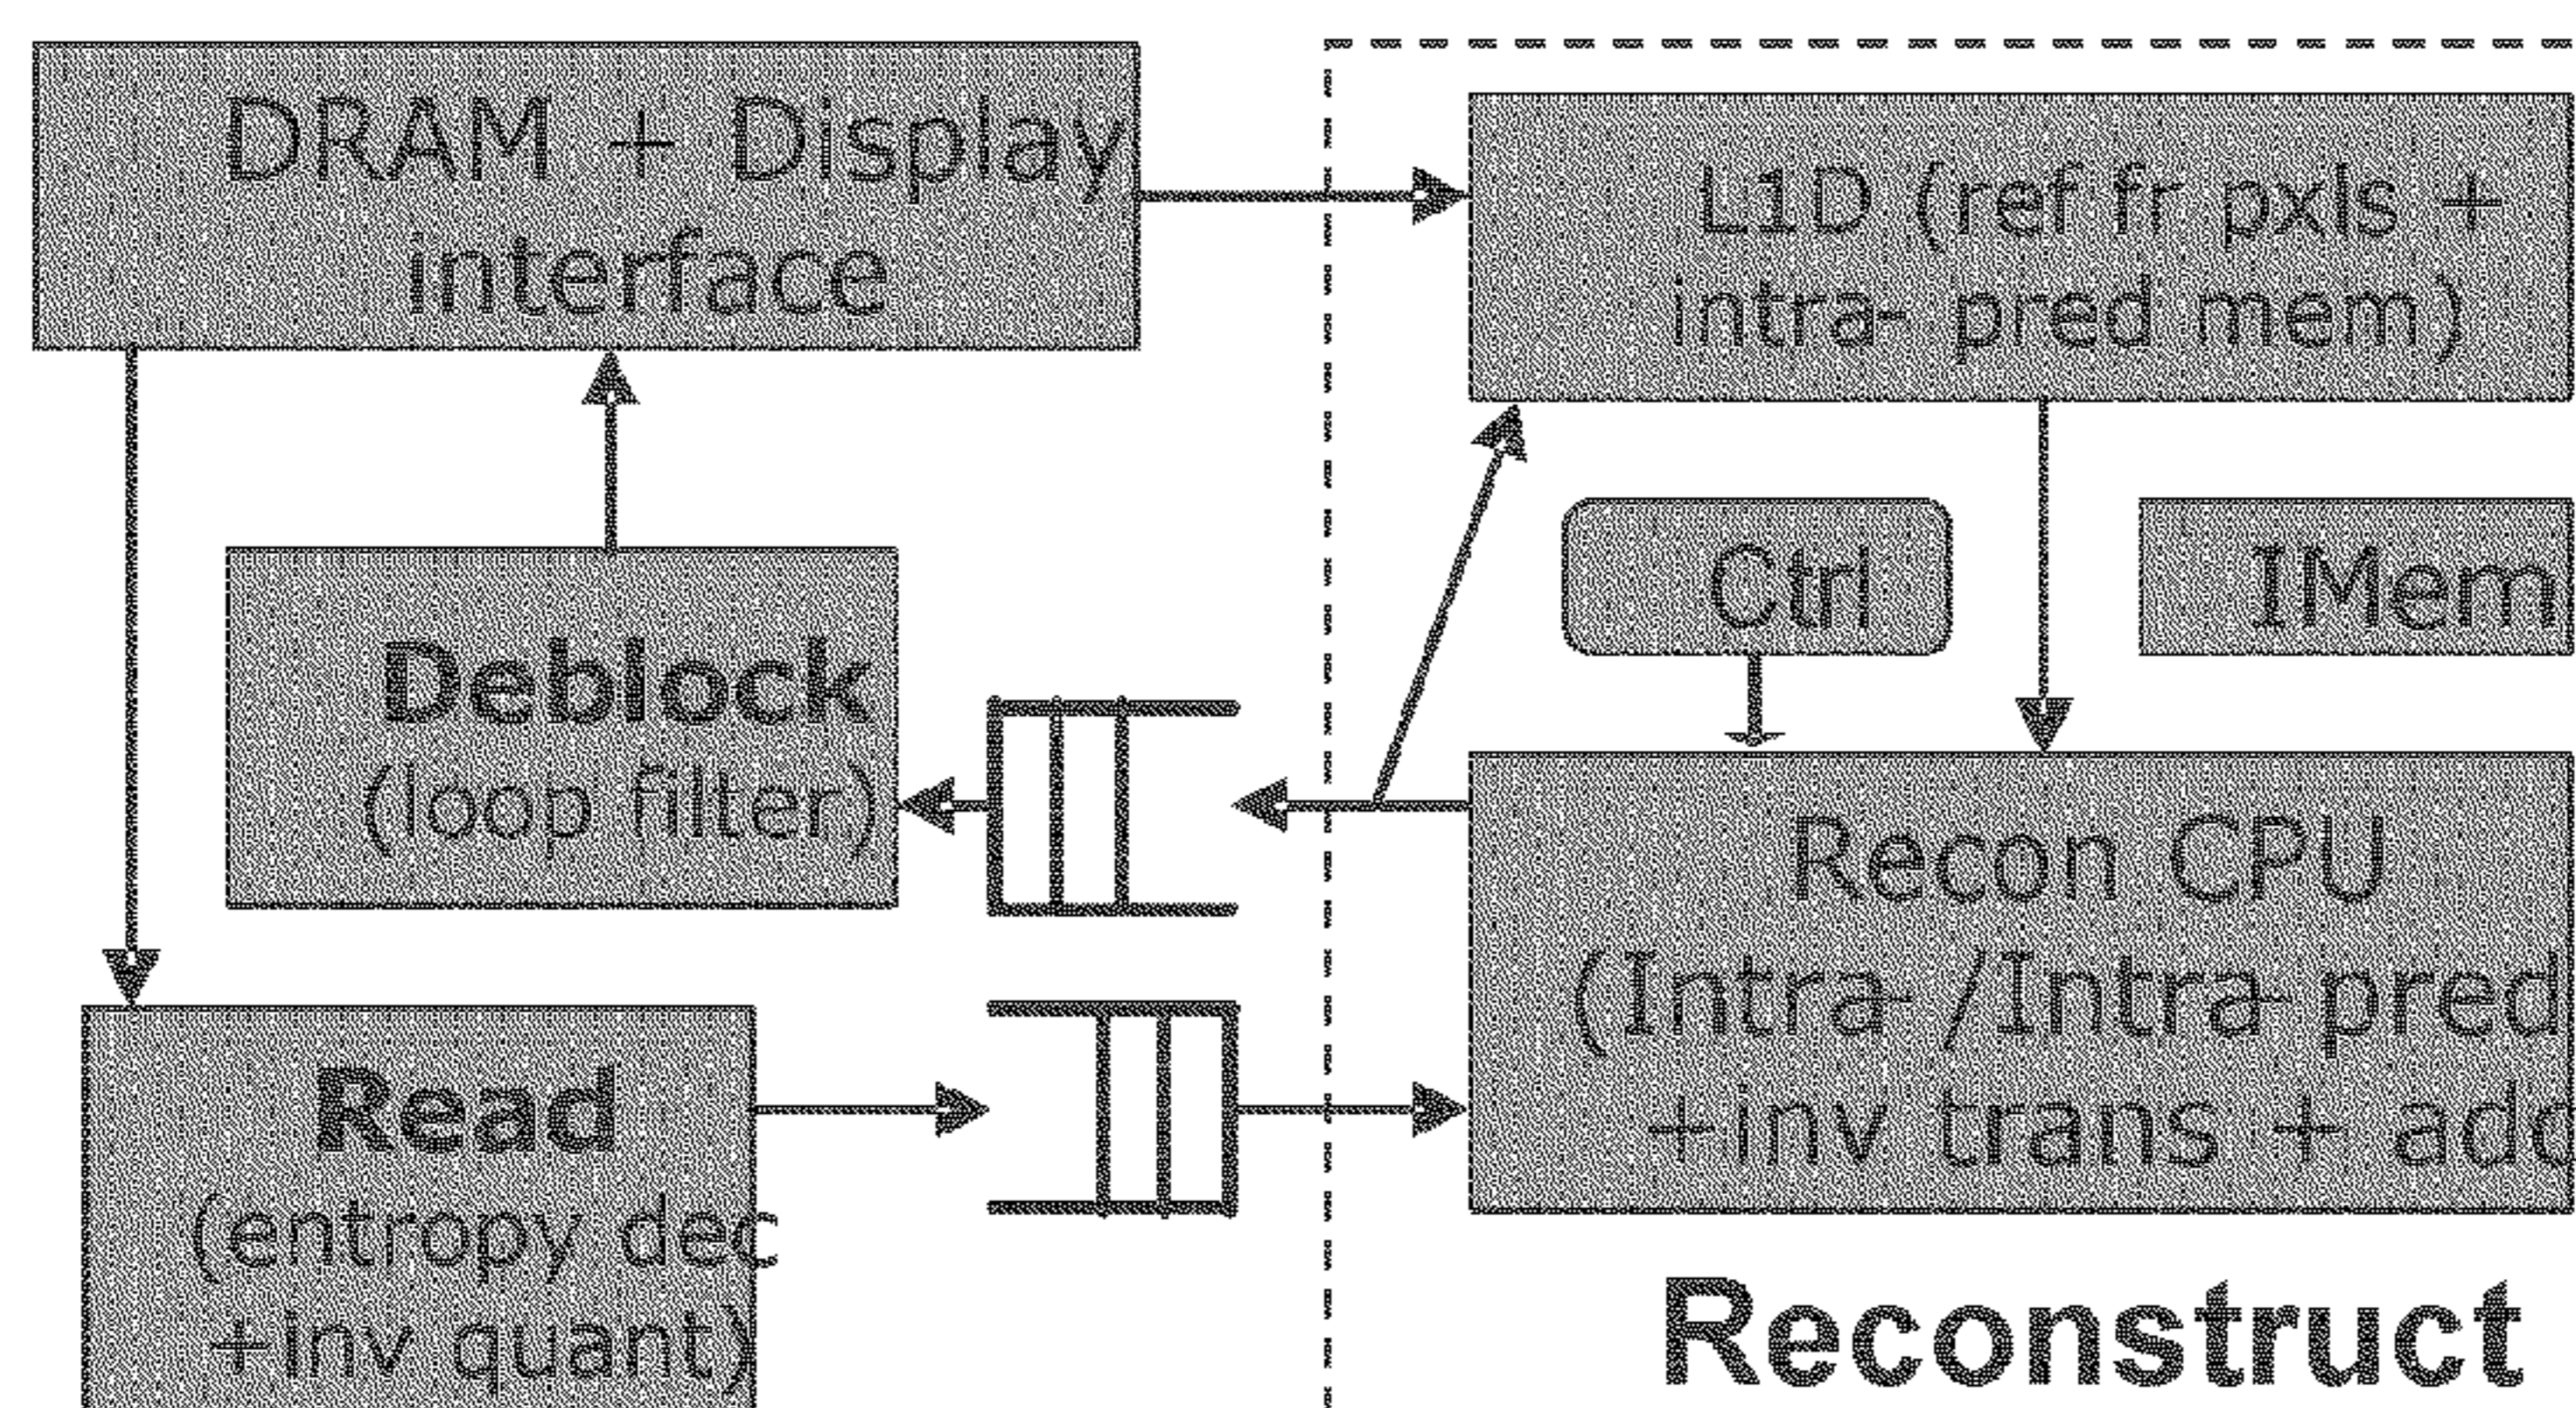 DRAM + Display
interface
L1D (ref fr pxls +
intra- pred mem)
Ctrl
IMem
Deblock
(loop filter)
Recon CPU
(Intra- /Intra- pred
+inv trans + add
Read
(entropy dec
+inv quant)
Reconstruct